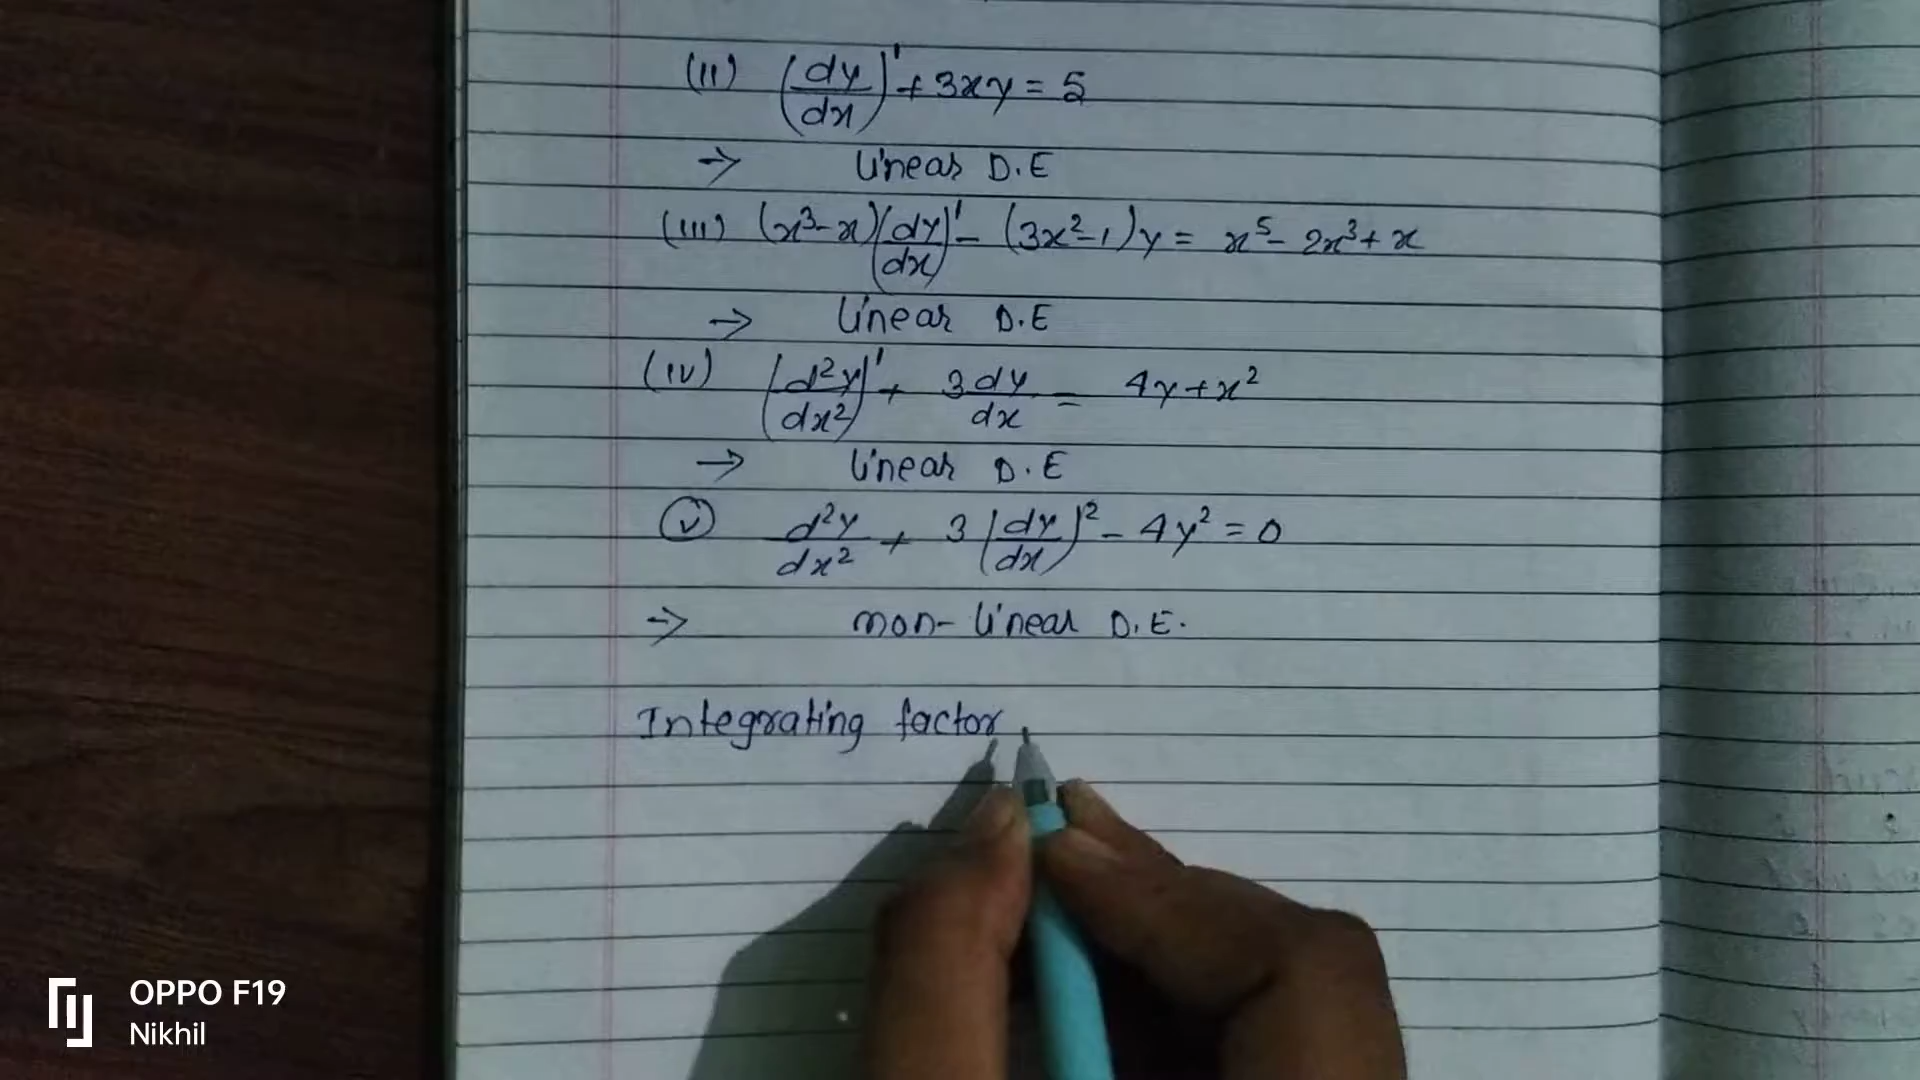 (II) (dy/dx)¹ + 3xy = 5
→ linear D.E
(III) (x³-x)(dy/dx)¹ - (3x²-1)y = x⁵ - 2x³ + x
→ linear D.E
(IV) (d²y/dx²)¹ + 3dy/dx = 4y + x²
→ linear D.E
(V) d²y/dx² + 3(dy/dx)² - 4y² = 0
→ non-linear D.E.
Integrating factor
OPPO F19
Nikhil